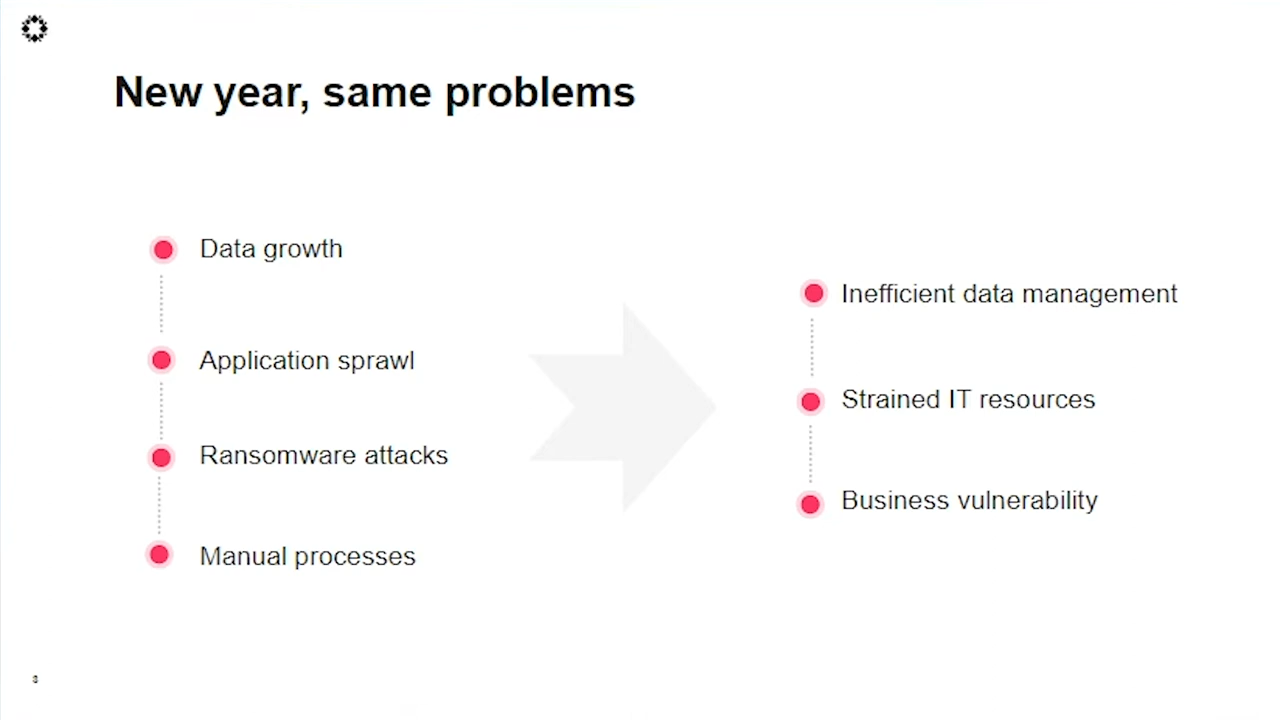 New year, same problems
Data growth
Application sprawl
Ransomware attacks
Manual processes
Inefficient data management
Strained IT resources
Business vulnerability